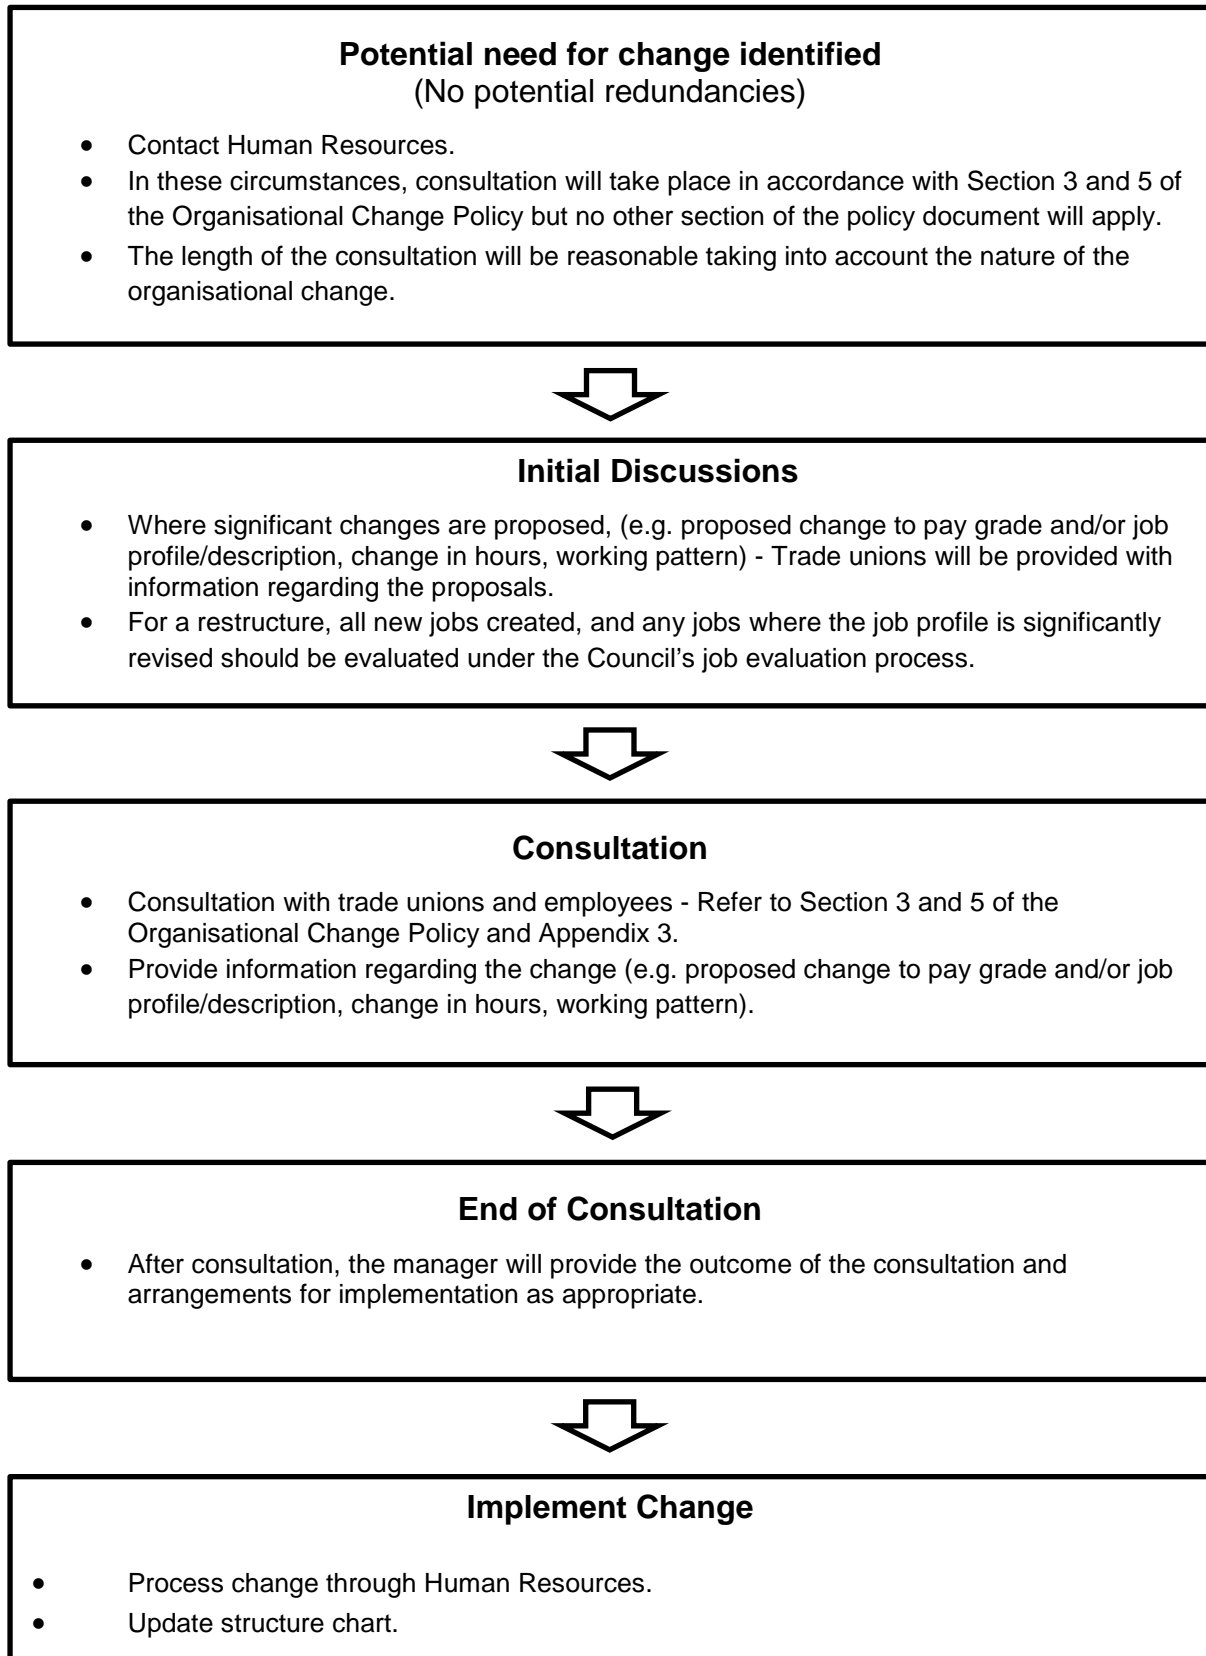 Potential need for change identified
(No potential redundancies)
• Contact Human Resources.
• In these circumstances, consultation will take place in accordance with Section 3 and 5 of
the Organisational Change Policy but no other section of the policy document will apply.
• The length of the consultation will be reasonable taking into account the nature of the
organisational change.
Initial Discussions
• Where significant changes are proposed, (e.g. proposed change to pay grade and/or job
profile/description, change in hours, working pattern) - Trade unions will be provided with
information regarding the proposals.
• For a restructure, all new jobs created, and any jobs where the job profile is significantly
revised should be evaluated under the Council’s job evaluation process.
Consultation
• Consultation with trade unions and employees - Refer to Section 3 and 5 of the
Organisational Change Policy and Appendix 3.
• Provide information regarding the change (e.g. proposed change to pay grade and/or job
profile/description, change in hours, working pattern).
End of Consultation
• After consultation, the manager will provide the outcome of the consultation and
arrangements for implementation as appropriate.
Implement Change
• Process change through Human Resources.
• Update structure chart.